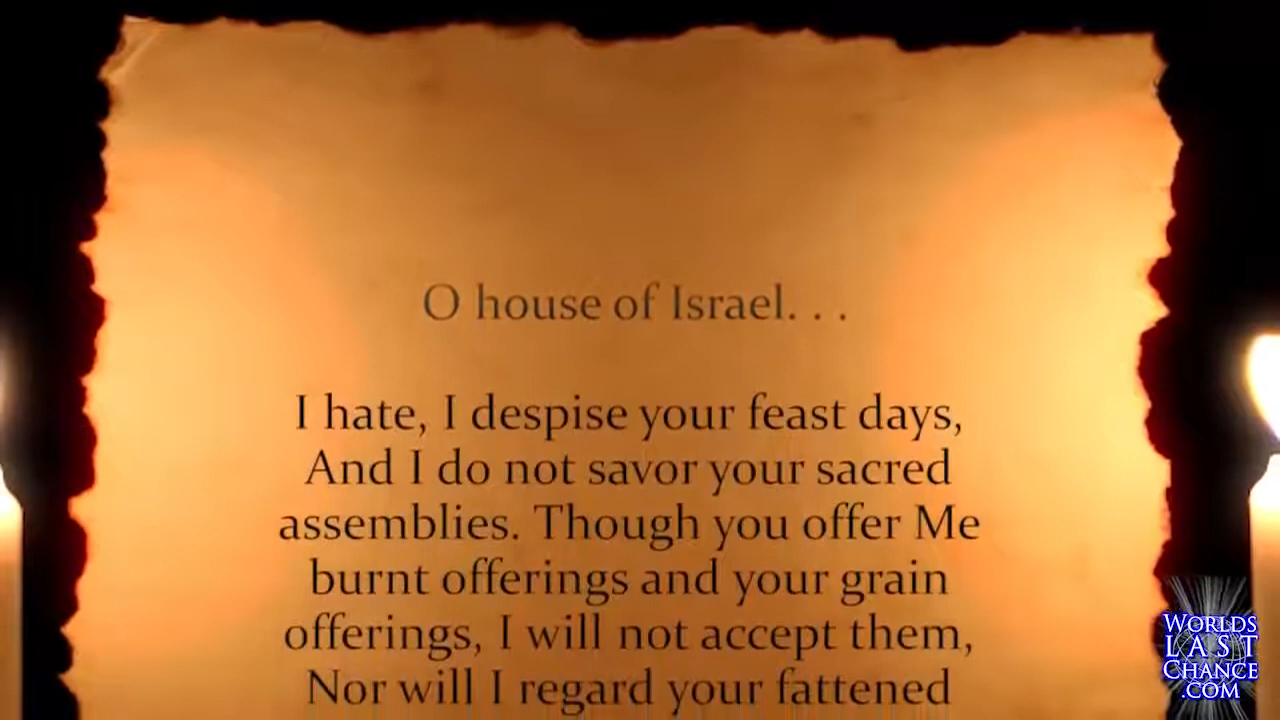 O house of Israel. . .
I hate, I despise your feast days,
And I do not savor your sacred
assemblies. Though you offer Me
burnt offerings and your grain
offerings, I will not accept them,
Nor will I regard your fattened
WORLDS
LAST
CHANCE
.COM